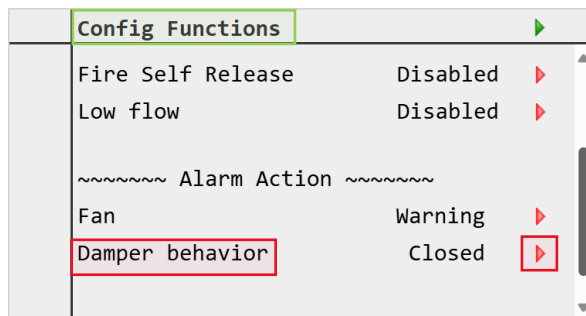 Config Functions
Fire Self Release Disabled
Low flow Disabled
~~~~~~~ Alarm Action ~~~~~~~
Fan Warning
Damper behavior Closed